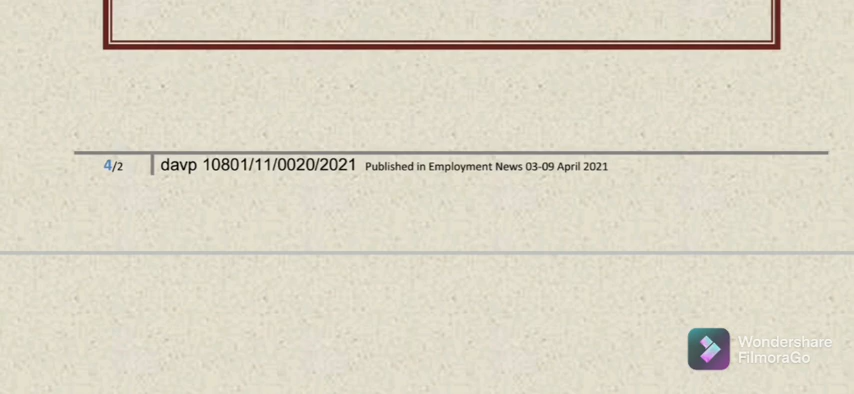 4/2 davp 10801/11/0020/2021 Published in Employment News 03-09 April 2021
Wondershare
FilmoraGo